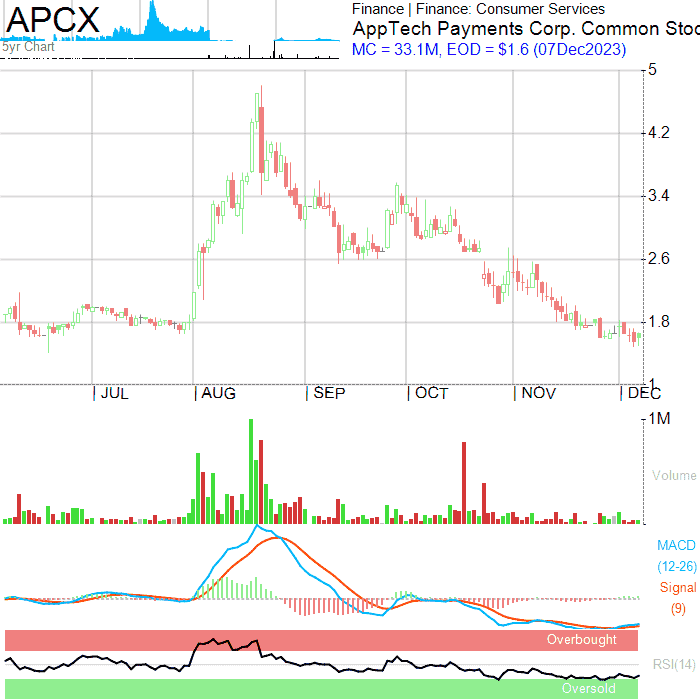 APCX
5yr Chart
Finance | Finance: Consumer Services
AppTech Payments Corp. Common Stoc
MC = 33.1M, EOD = $1.6 (07Dec2023)
5
4.2
3.4
2.6
1.8
1
JUL
AUG
SEP
OCT
NOV
DEC
1M
Volume
MACD
(12-26)
Signal
(9)
Overbought
RSI(14)
Oversold